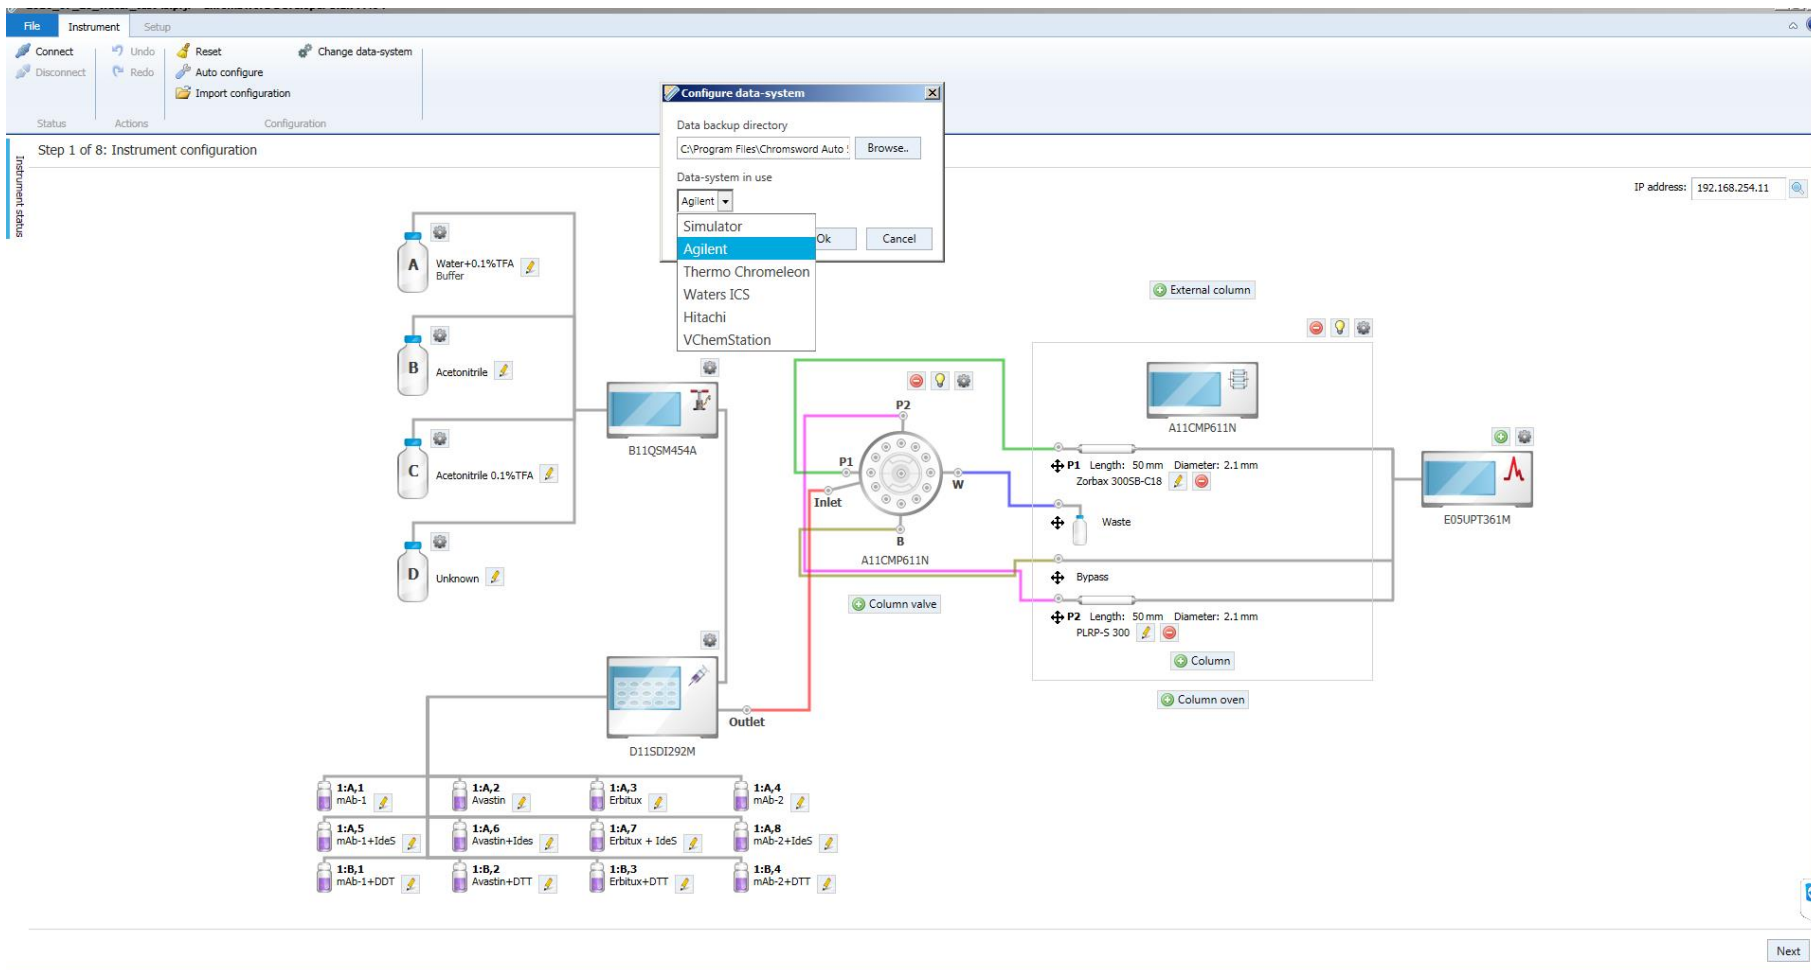 File Instrument Setup
Connect Undo Reset Change data-system
Disconnect Redo Auto configure
Import configuration
Status Actions Configuration
Configure data-system
Data backup directory
C:\Program Files\Chromsword Auto
Browse..
Data-system in use
Agilent
Simulator
Agilent
Thermo Chromeleon
Waters ICS
Hitachi
VChemStation
Ok Cancel
Step 1 of 8: Instrument configuration
Instrument status
IP address: 192.168.254.11
A
Water+0.1%TFA
Buffer
B
Acetonitrile
C
Acetonitrile 0.1%TFA
D
Unknown
B11QSM454A
External column
P2
P1
Inlet
W
B
A11CMP611N
Column valve
A11CMP611N
P1 Length: 50 mm Diameter: 2.1 mm
Zorbax 300SB-C18
Waste
Bypass
P2 Length: 50 mm Diameter: 2.1 mm
PLRP-S 300
Column
Column oven
E05UPT361M
Outlet
D11SDI292M
1:A,1 1:A,2 1:A,3 1:A,4
mAb-1 Avastin Erbitux mAb-2
1:A,5 1:A,6 1:A,7 1:A,8
mAb-1+IdeS Avastin+Ides Erbitux + IdeS mAb-2+IdeS
1:B,1 1:B,2 1:B,3 1:B,4
mAb-1+DDT Avastin+DTT Erbitux+DTT mAb-2+DTT
Next